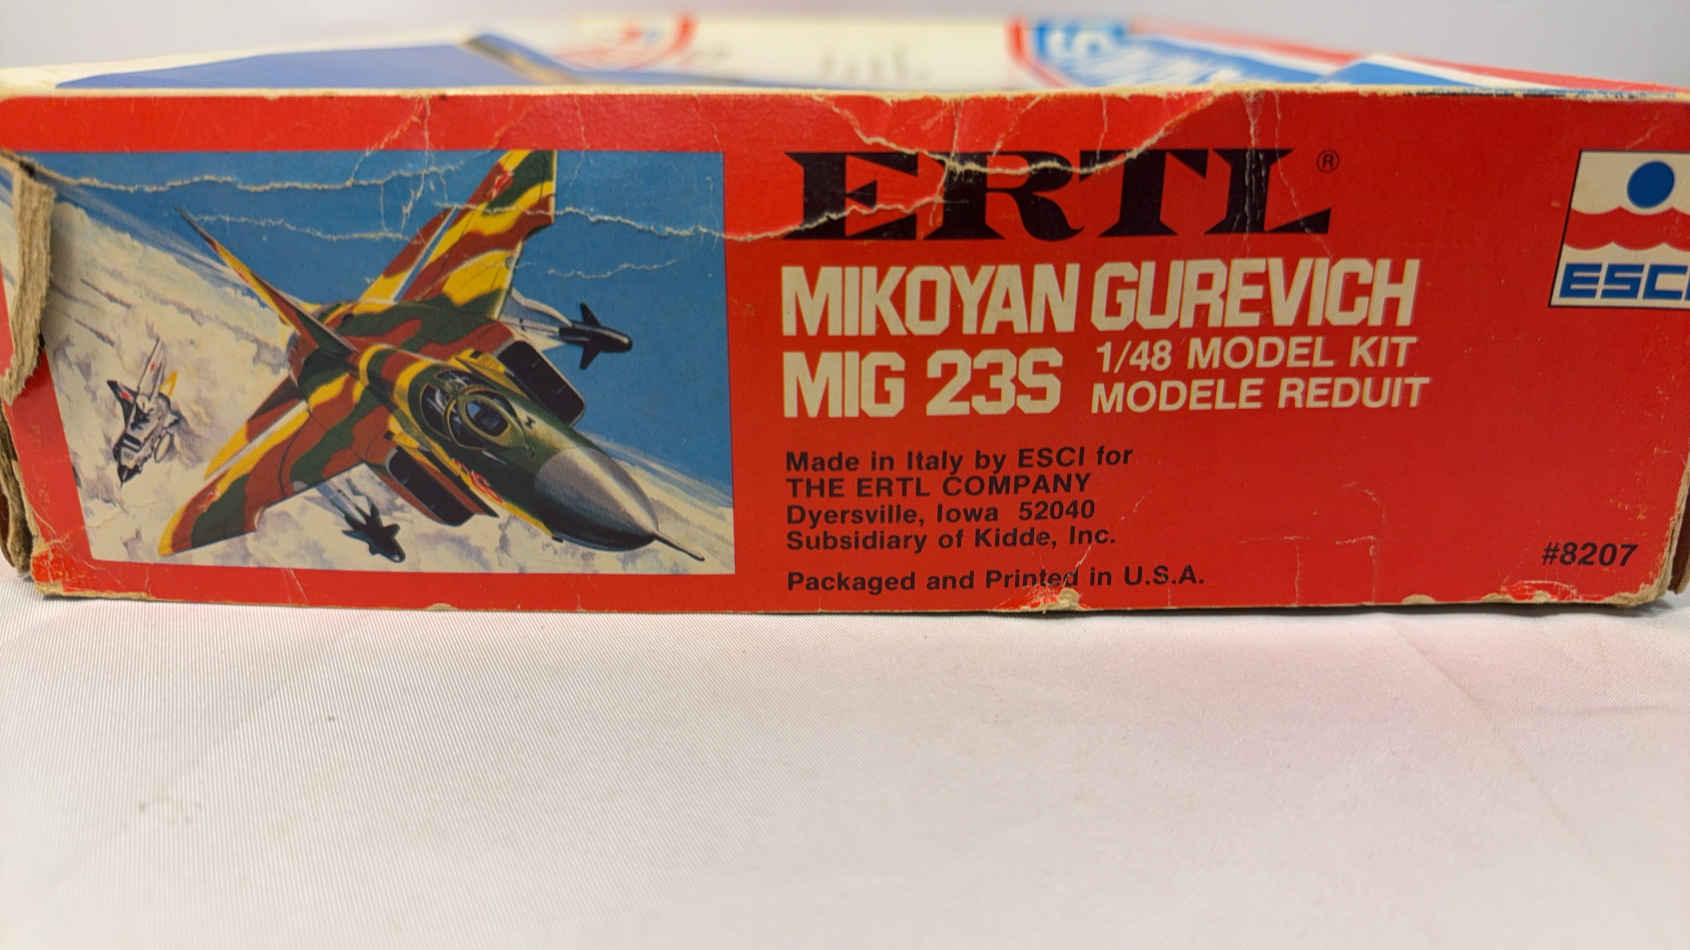 ERTL®
MIKOYAN GUREVICH
MIG 23S
1/48 MODEL KIT
MODELE REDUIT
Made in Italy by ESCI for
THE ERTL COMPANY
Dyersville, Iowa 52040
Subsidiary of Kidde, Inc.
Packaged and Printed in U.S.A.
ESCI
#8207